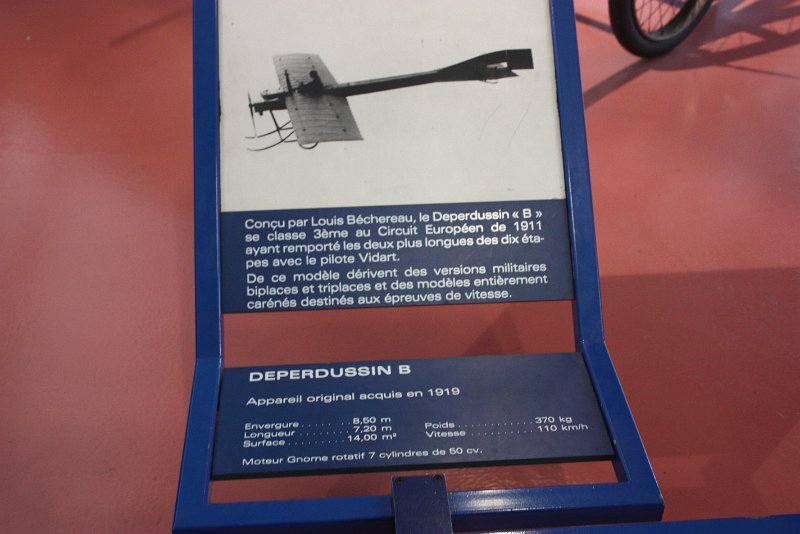 Conçu par Louis Béchereau, le Deperdussin « B »
se classe 3ème au Circuit Européen de 1911
ayant remporté les deux plus longues des dix éta-
pes avec le pilote Vidart.
De ce modèle dérivent des versions militaires
biplaces et triplaces et des modèles entièrement
carénés destinés aux épreuves de vitesse.
DEPERDUSSIN B
Appareil original acquis en 1919
Envergure ........ 8,50 m
Longueur ......... 7,20 m
Surface ......... 14,00 m²
Poids ............ 370 kg
Vitesse ............ 110 km/h
Moteur Gnome rotatif 7 cylindres de 50 cv.